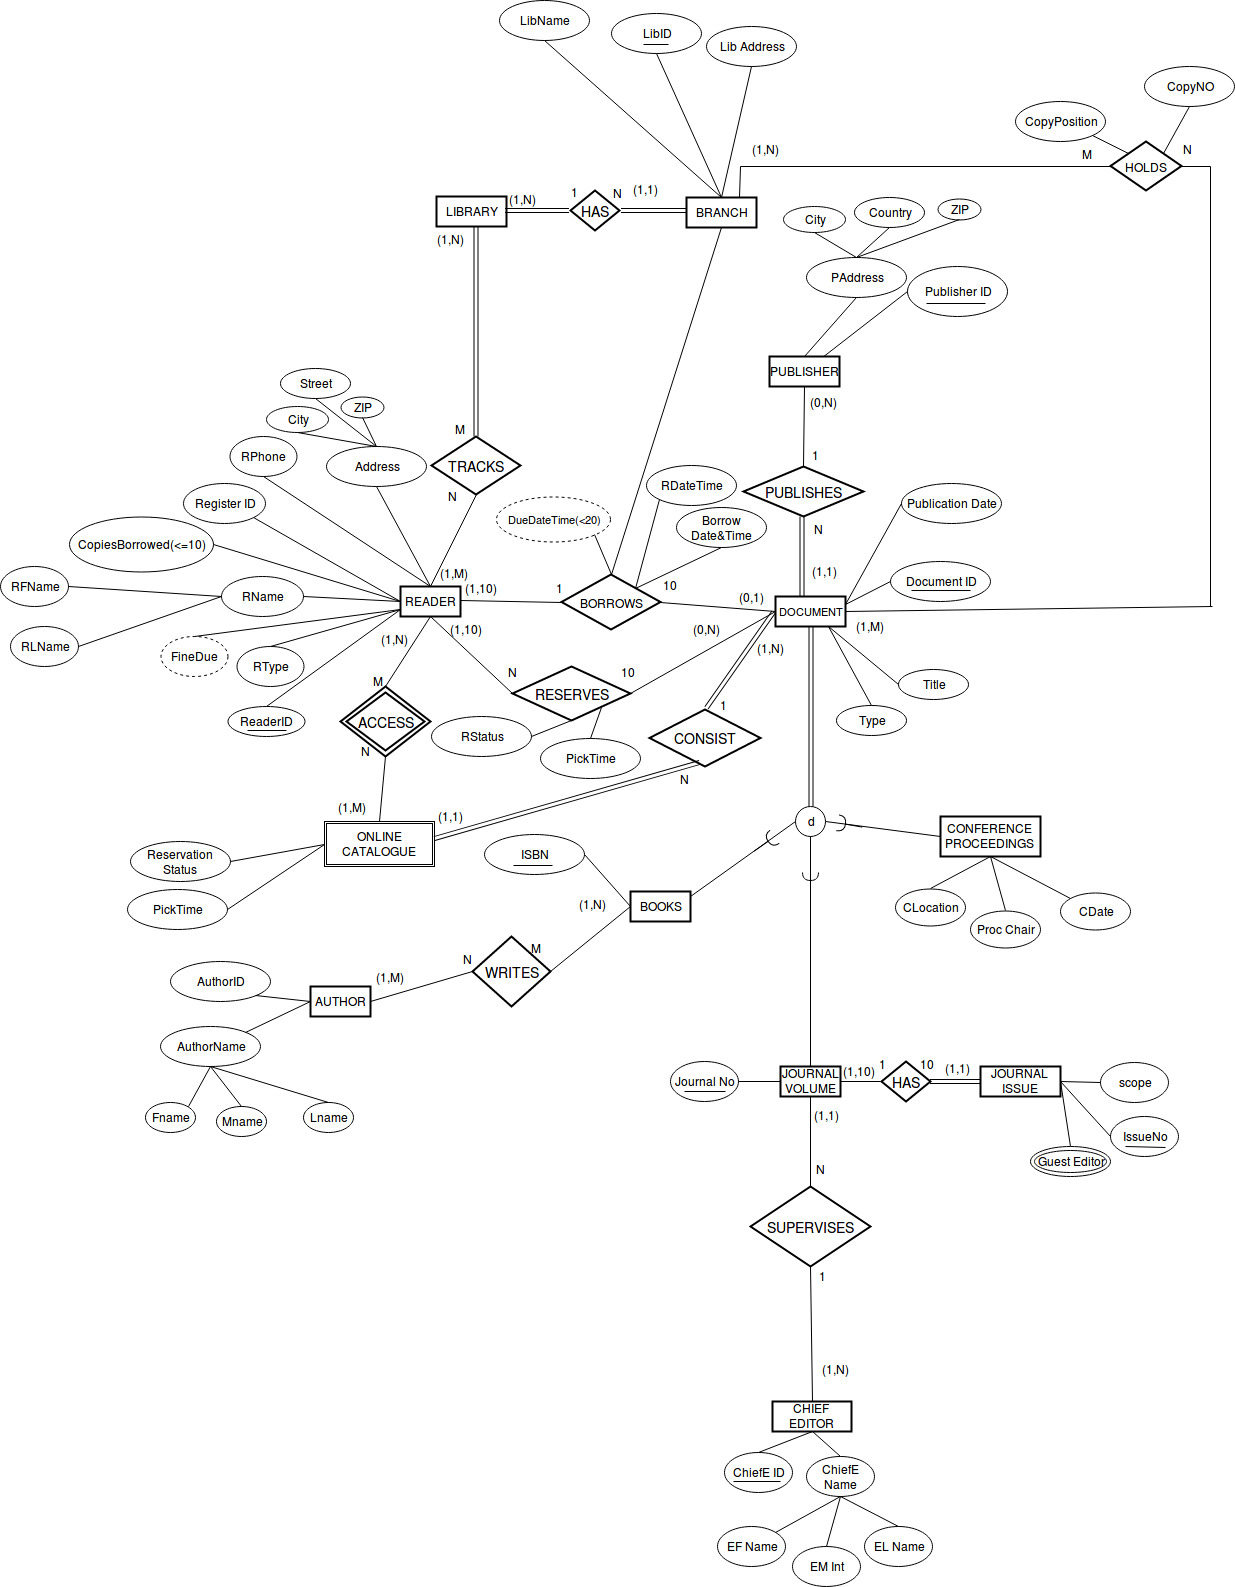 LibName
LibID
Lib Address
CopyNO
CopyPosition
(1,N)
M
N
HOLDS
LIBRARY
(1,N)
1
HAS
N
(1,1)
BRANCH
(1,N)
City
Country
ZIP
PAddress
Publisher ID
PUBLISHER
(0,N)
Street
ZIP
City
M
RPhone
Address
TRACKS
1
PUBLISHES
RDateTime
N
Register ID
DueDateTime(<20)
Borrow
Date&Time
N
Publication Date
CopiesBorrowed(<=10)
(1,M)
(1,1)
RFName
RName
READER
(1,10)
1
BORROWS
10
(0,1)
DOCUMENT
Document ID
(1,M)
RLName
FineDue
RType
(1,N)
(1,10)
(0,N)
(1,N)
ReaderID
M
ACCESS
N
N
RESERVES
10
RStatus
PickTime
1
CONSIST
N
Title
Type
(1,M)
(1,1)
ONLINE
CATALOGUE
Reservation
Status
PickTime
ISBN
d
CONFERENCE
PROCEEDINGS
(1,N)
BOOKS
CLocation
Proc Chair
CDate
N
M
WRITES
(1,M)
AuthorID
AUTHOR
AuthorName
Fname
Mname
Lname
Journal No
JOURNAL
VOLUME
(1,10)
1
HAS
10
(1,1)
JOURNAL
ISSUE
scope
IssueNo
Guest Editor
(1,1)
N
SUPERVISES
1
(1,N)
CHIEF
EDITOR
ChiefE ID
ChiefE
Name
EF Name
EM Int
EL Name